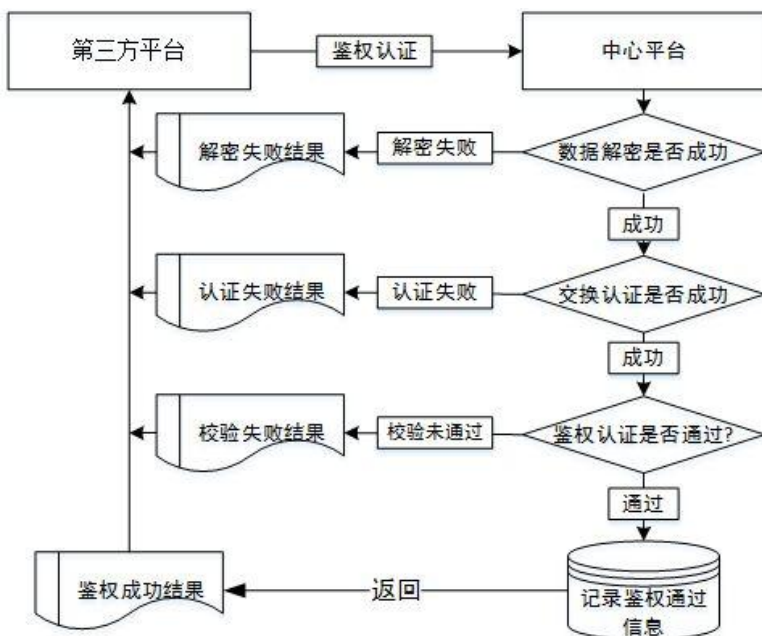 第三方平台
鉴权认证
中心平台
解密失败结果
解密失败
数据解密是否成功
成功
认证失败结果
认证失败
交换认证是否成功
成功
校验失败结果
校验未通过
鉴权认证是否通过?
通过
鉴权成功结果
返回
记录鉴权通过
信息